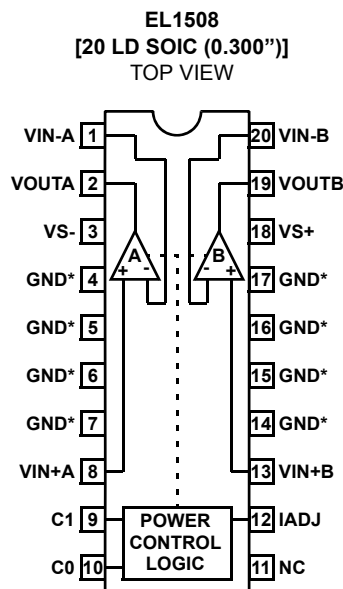 EL1508
[20 LD SOIC (0.300”)]
TOP VIEW
VIN-A 1 20 VIN-B
VOUTA 2 19 VOUTB
VS- 3 18 VS+
A B
+ - - +
GND* 4 17 GND*
GND* 5 16 GND*
GND* 6 15 GND*
GND* 7 14 GND*
VIN+A 8 13 VIN+B
C1 9 POWER 12 IADJ
CONTROL
C0 10 LOGIC 11 NC